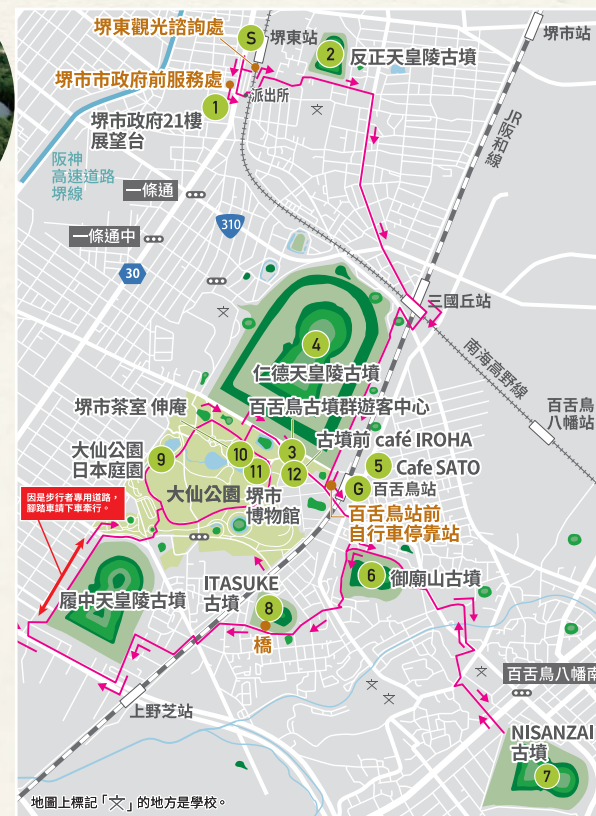 堺東觀光諮詢處
S
堺東站
2
反正天皇陵古墳
堺市站
堺市市政府前服務處
派出所
1
文
堺市政府21樓
展望台
JR阪和線
阪神
高速道路
堺線
一條通
310
一條通中
30
文
三國丘站
4
仁德天皇陵古墳
南海高野線
堺市茶室 伸庵
百舌鳥古墳群遊客中心
百舌鳥
八幡站
古墳前 café IROHA
大仙公園
日本庭園
9
10
3
11
12
5
Cafe SATO
大仙公園
堺市
博物館
G
百舌鳥站
因是步行者專用道路，
腳踏車請下車牽行。
百舌鳥站前
自行車停靠站
6
御廟山古墳
ITASUKE
古墳
履中天皇陵古墳
8
橋
文
百舌鳥八幡南
文
文
上野芝站
NISANZAI
古墳
7
地圖上標記「文」的地方是學校。